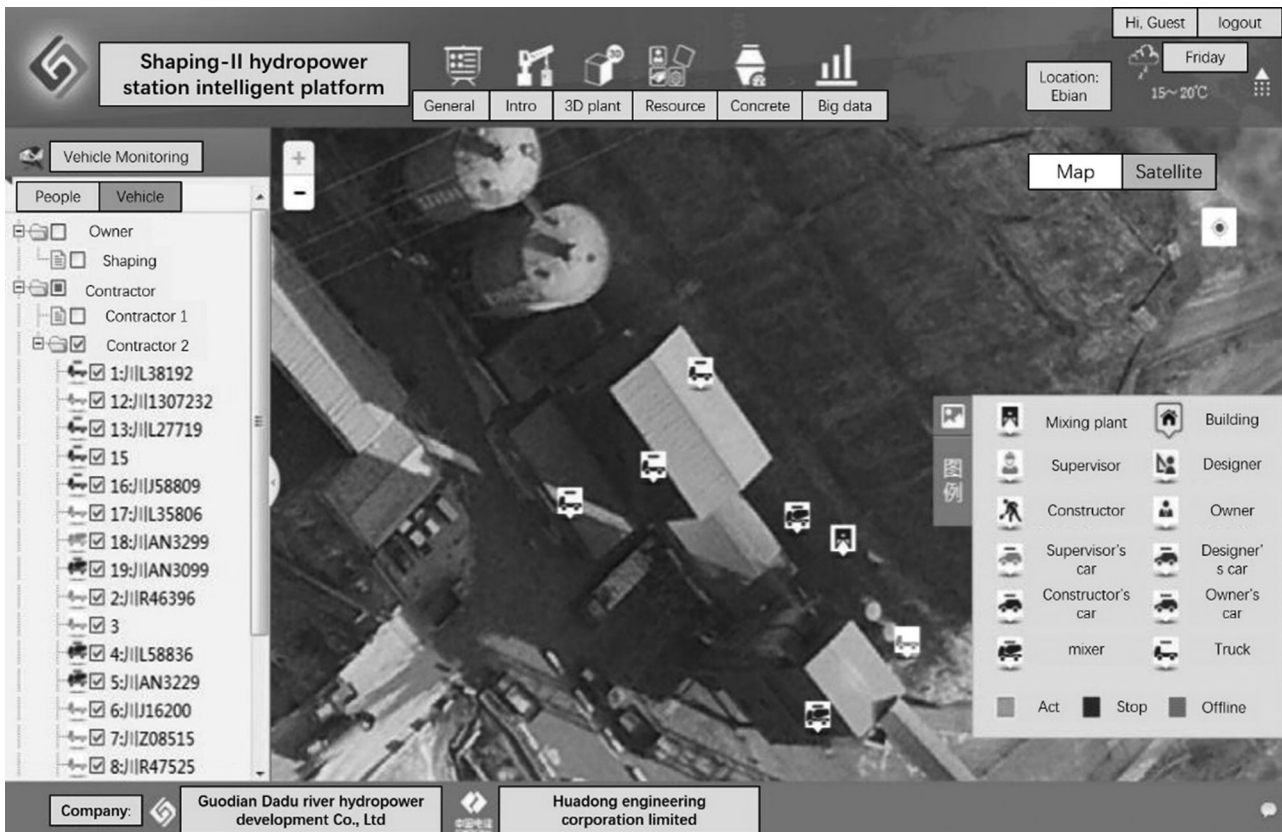 Hi, Guest
logout
Shaping-II hydropower
station intelligent platform
3D
General
Intro
3D plant
Resource
Concrete
Big data
Location:
Ebian
Friday
15~20℃
Vehicle Monitoring
People
Vehicle
Owner
Shaping
Contractor
Contractor 1
Contractor 2
1:川L38192
12:川1307232
13:川L27719
15
16:川J58809
17:川L35806
18:川AN3299
19:川AN3099
2:川R46396
3
4:川L58836
5:川AN3229
6:川J16200
7:川Z08515
8:川R47525
+
-
Map
Satellite
图例
Mixing plant
Building
Supervisor
Designer
Constructor
Owner
Supervisor's
car
Designer'
s car
Constructor's
car
Owner's
car
mixer
Truck
Act
Stop
Offline
Company:
Guodian Dadu river hydropower
development Co., Ltd
中国电建
Huadong engineering
corporation limited